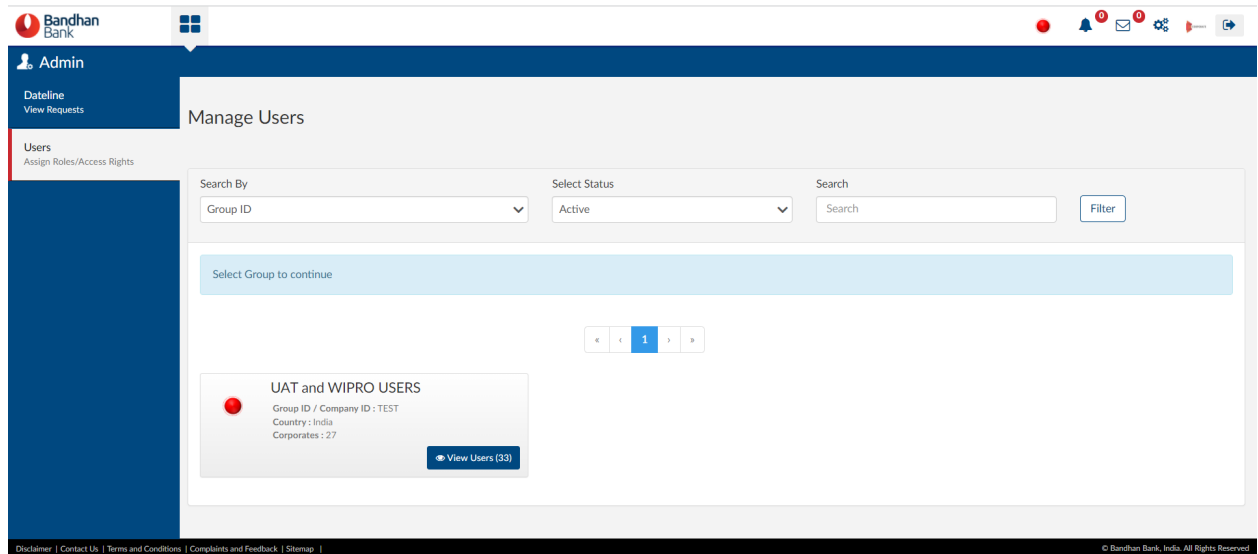 Bandhan
Bank
0
0
Admin
Dateline
View Requests
Users
Assign Roles/Access Rights
Manage Users
Search By
Select Status
Search
Group ID
Active
Search
Filter
Select Group to continue
« ‹ 1 › »
UAT and WIPRO USERS
Group ID / Company ID : TEST
Country : India
Corporates : 27
View Users (33)
Disclaimer | Contact Us | Terms and Conditions | Complaints and Feedback | Sitemap |
© Bandhan Bank, India. All Rights Reserved